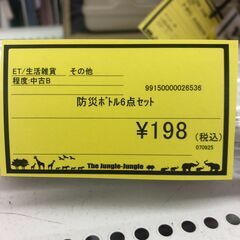 ET/生活雑貨　その他
程度:中古B
99150000026536
防災ﾎﾞﾄﾙ6点セット
¥198(税込)
070925
The Jungle-Jungle